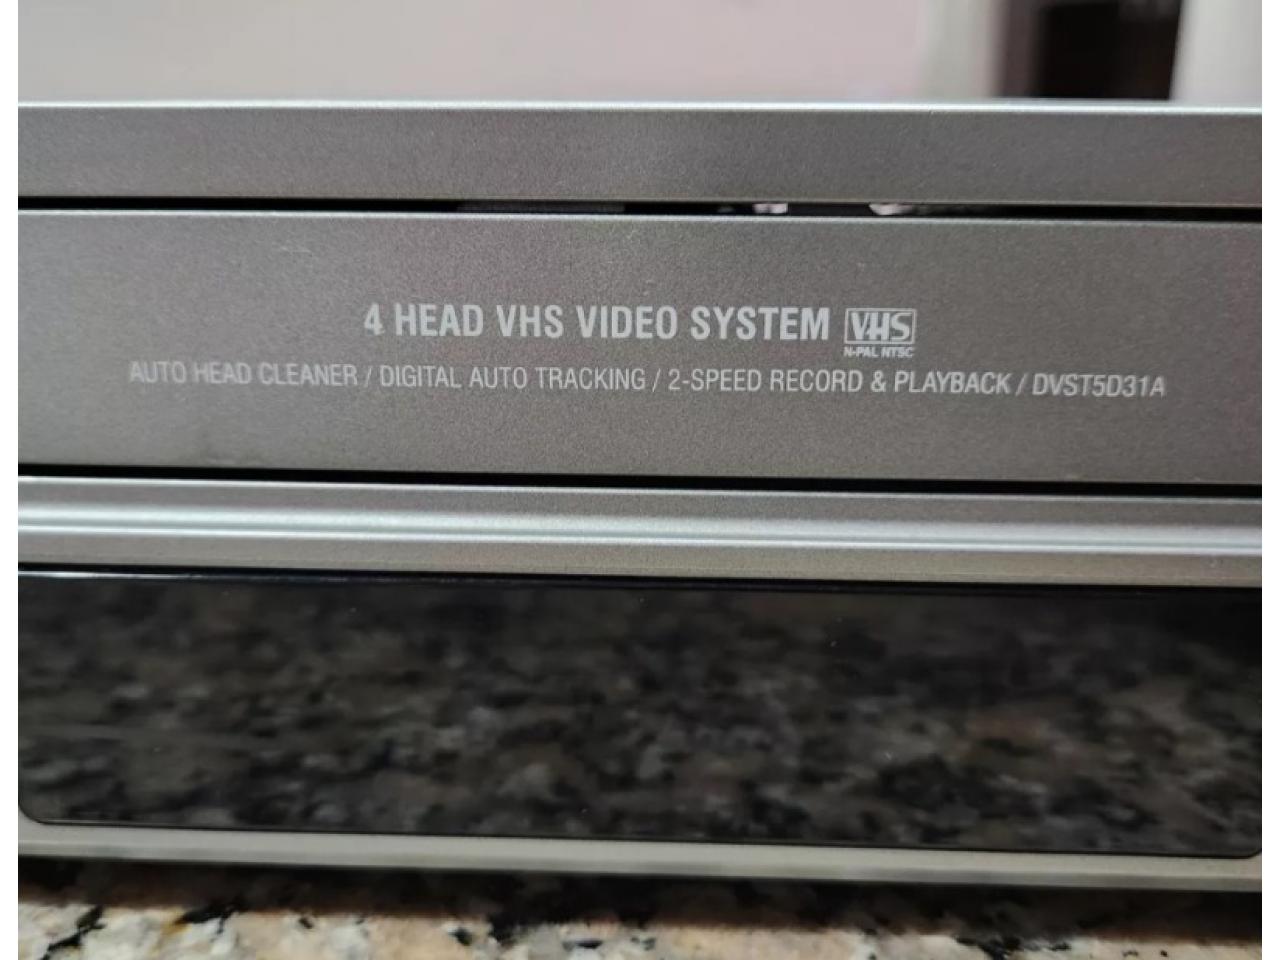 4 HEAD VHS VIDEO SYSTEM VHS
N-PAL NTSC
AUTO HEAD CLEANER / DIGITAL AUTO TRACKING / 2-SPEED RECORD & PLAYBACK / DVST5D31A